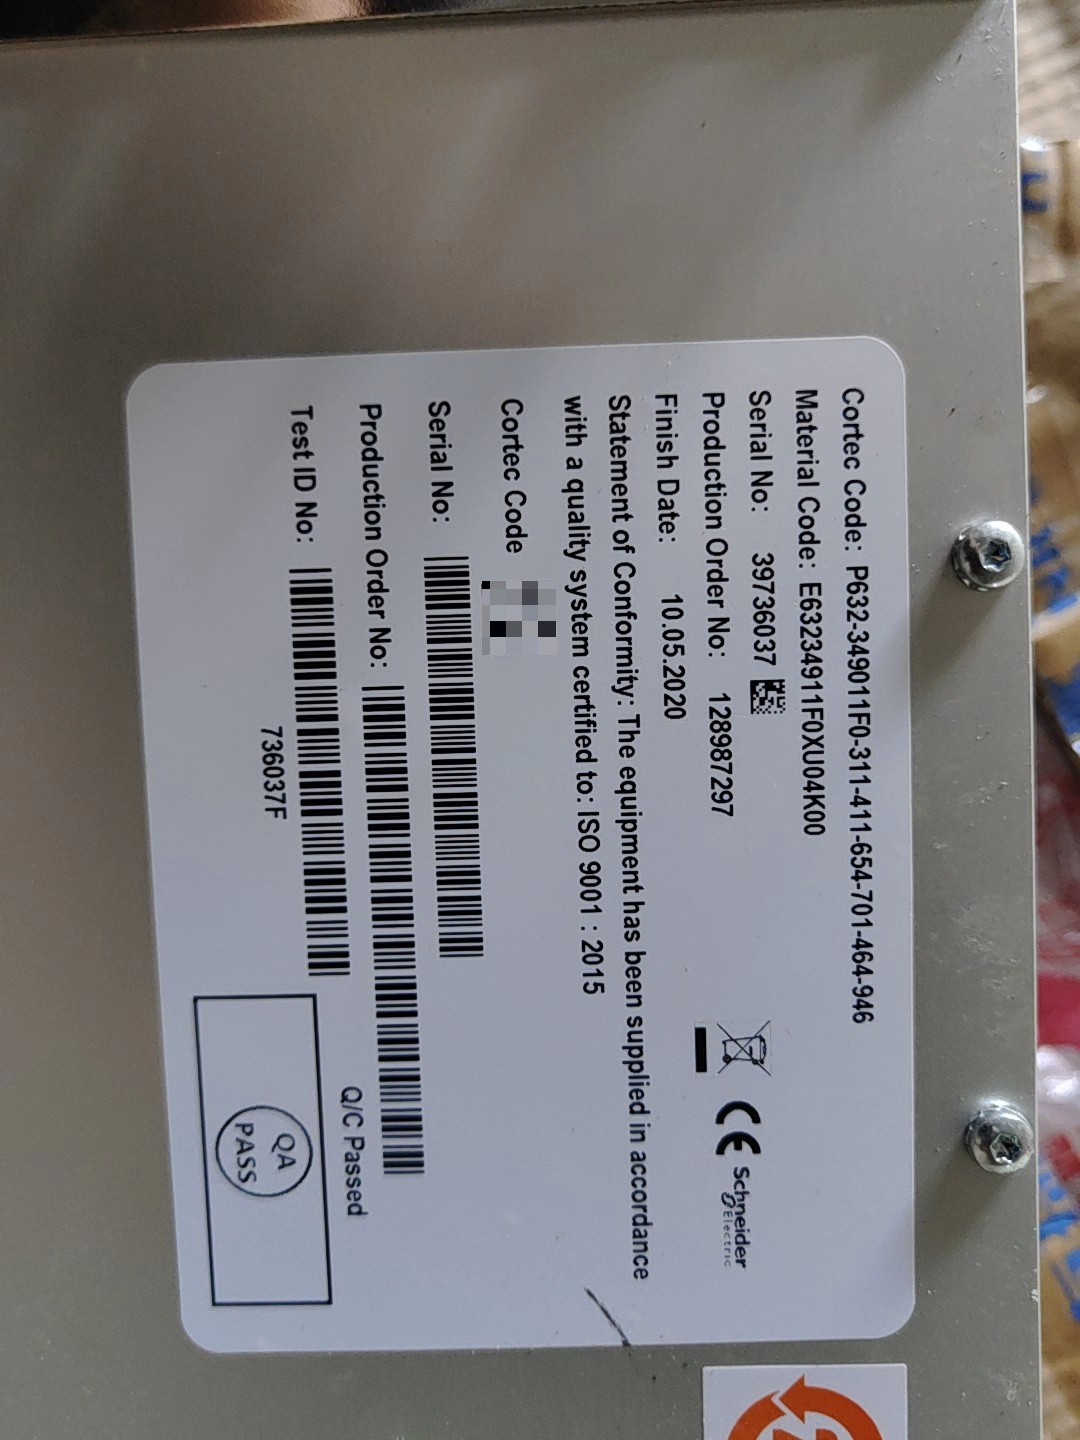 Cortec Code: P632-349011F0-311-411-654-701-464-946
Material Code: E63234911F0XU04K00
Serial No: 39736037
Production Order No: 128987297
Finish Date: 10.05.2020
CE
Schneider
Electric
Statement of Conformity: The equipment has been supplied in accordance
with a quality system certified to: ISO 9001 : 2015
Cortec Code
Serial No:
Production Order No:
Test ID No:
736037F
Q/C Passed
QA
PASS